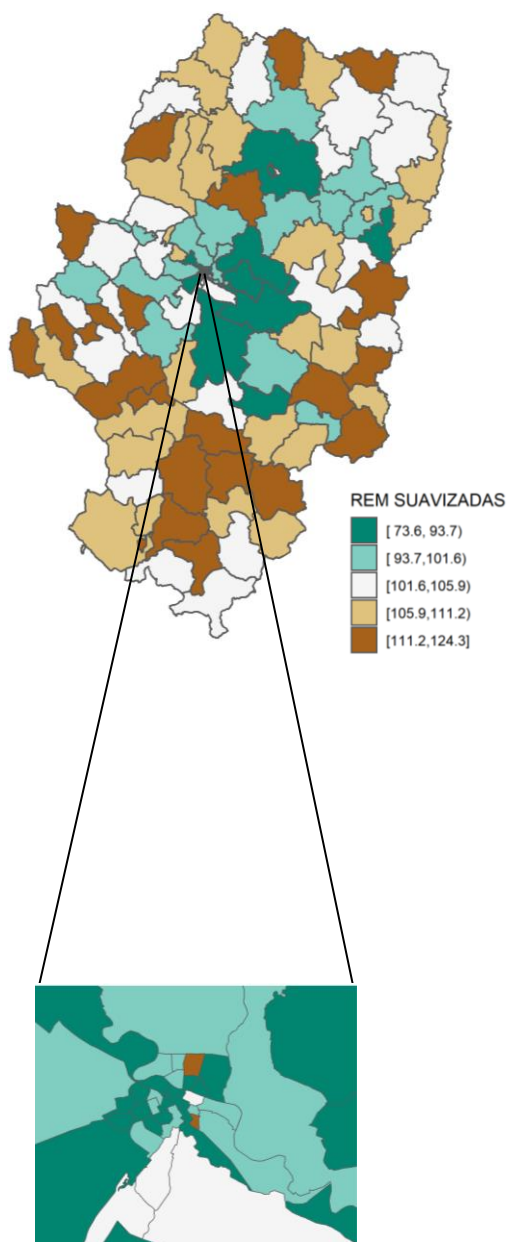 REM SUAVIZADAS
[ 73.6, 93.7)
[ 93.7,101.6)
[101.6,105.9)
[105.9,111.2)
[111.2,124.3]